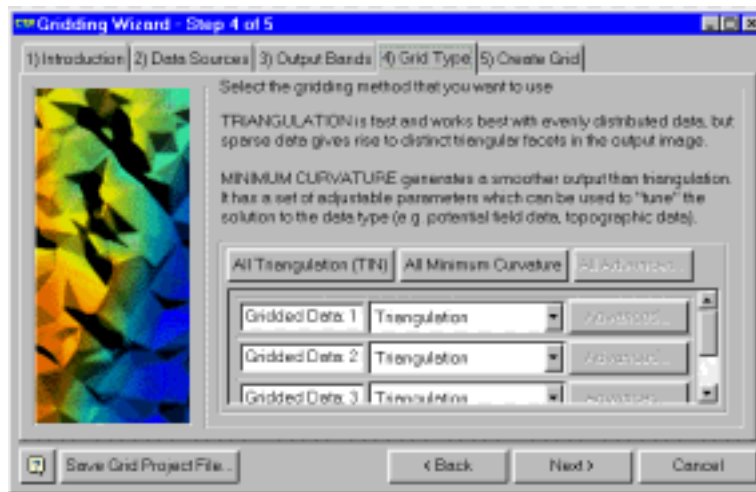 Gridding Wizard - Step 4 of 5
1) Introduction 2) Data Sources 3) Output Bands 4) Grid Type 5) Create Grid
Select the gridding method that you want to use
TRIANGULATION is fast and works best with evenly distributed data, but
sparse data gives rise to distinct triangular facets in the output image.
MINIMUM CURVATURE generates a smoother output than triangulation.
It has a set of adjustable parameters which can be used to "tune" the
solution to the data type (e.g. potential field data, topographic data).
All Triangulation (TIN) All Minimum Curvature All Advanced...
Gridded Data: 1 Triangulation Advanced...
Gridded Data: 2 Triangulation Advanced...
Gridded Data: 3 Triangulation Advanced...
Save Grid Project File... < Back Next > Cancel